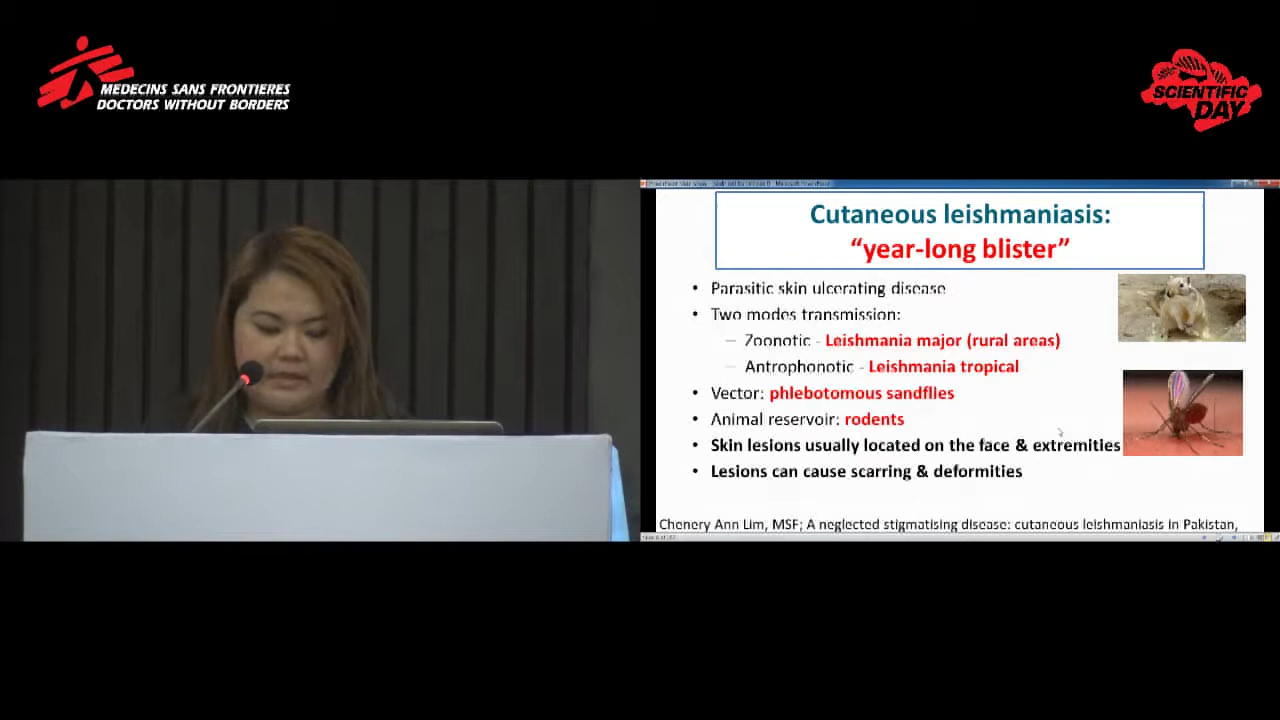 MEDECINS SANS FRONTIERES
DOCTORS WITHOUT BORDERS
SCIENTIFIC
DAY
Cutaneous leishmaniasis:
“year-long blister”
• Parasitic skin ulcerating disease
• Two modes transmission:
– Zoonotic - Leishmania major (rural areas)
– Antrophonotic - Leishmania tropical
• Vector: phlebotomous sandflies
• Animal reservoir: rodents
• Skin lesions usually located on the face & extremities
• Lesions can cause scarring & deformities
Chenery Ann Lim, MSF; A neglected stigmatising disease: cutaneous leishmaniasis in Pakistan,